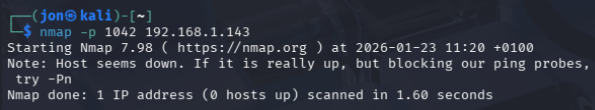 ┌──(jon㉿kali)-[~]
└─$ nmap -p 1042 192.168.1.143
Starting Nmap 7.98 ( https://nmap.org ) at 2026-01-23 11:20 +0100
Note: Host seems down. If it is really up, but blocking our ping probes,
 try -Pn
Nmap done: 1 IP address (0 hosts up) scanned in 1.60 seconds